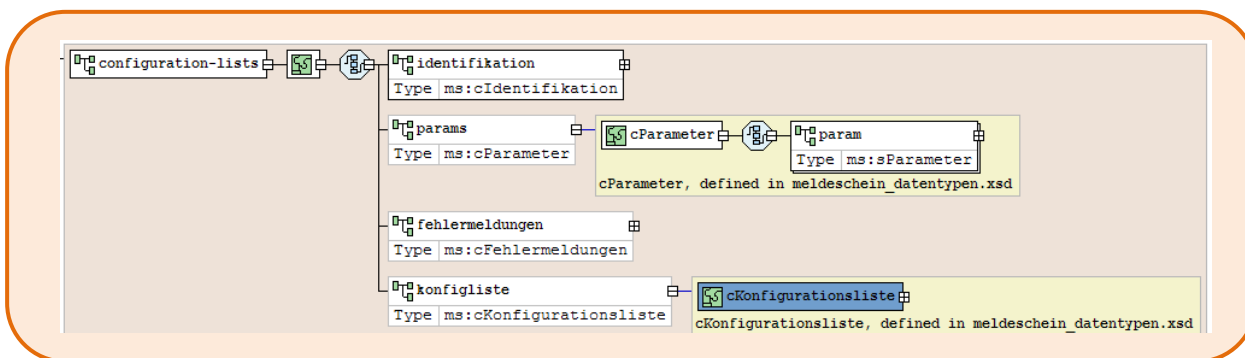 configuration-lists
identifikation
Type ms:cIdentifikation
params
Type ms:cParameter
cParameter
param
Type ms:sParameter
cParameter, defined in meldeschein_datentypen.xsd
fehlermeldungen
Type ms:cFehlermeldungen
konfigliste
Type ms:cKonfigurationsliste
cKonfigurationsliste
cKonfigurationsliste, defined in meldeschein_datentypen.xsd